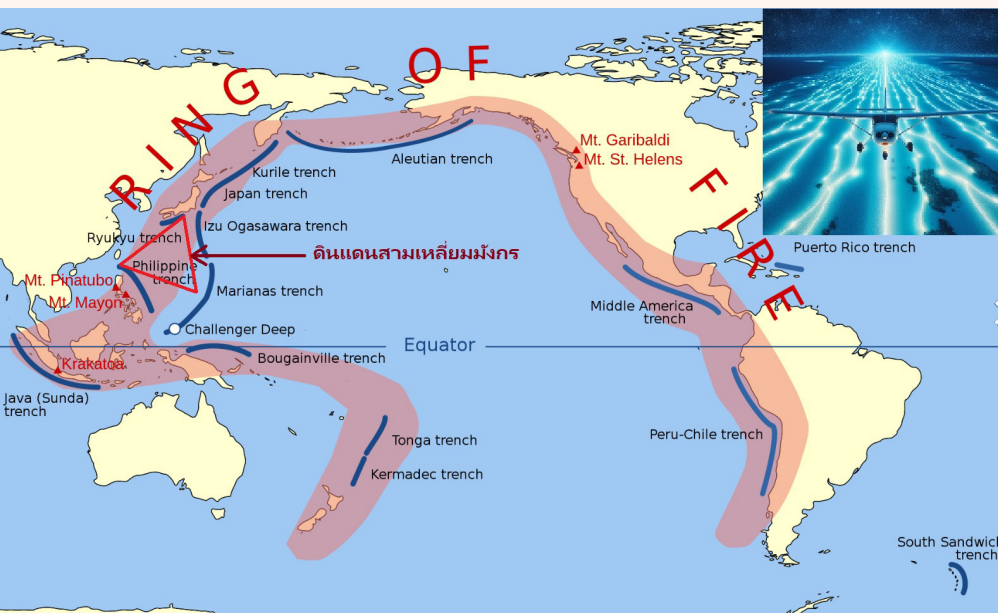 RING OF FIRE
Aleutian trench
Kurile trench
Japan trench
Izu Ogasawara trench
Ryukyu trench
ดินแดนสามเหลี่ยมมังกร
Philippine
trench
Marianas trench
Mt. Pinatubo
Mt. Mayon
Challenger Deep
Equator
Bougainville trench
Krakatoa
Java (Sunda)
trench
Tonga trench
Kermadec trench
Mt. Garibaldi
Mt. St. Helens
Puerto Rico trench
Middle America
trench
Peru-Chile trench
South Sandwich
trench